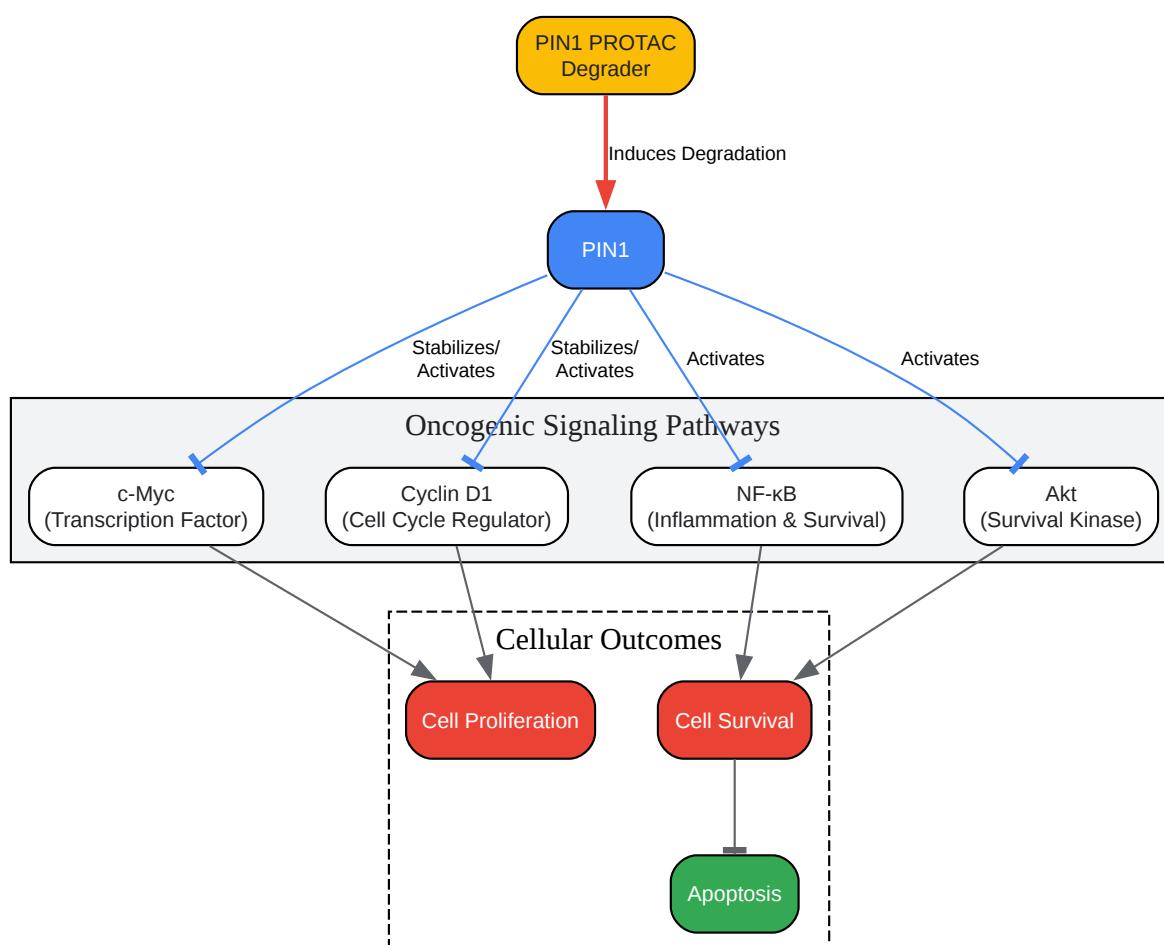 PIN1 PROTAC
Degrader
Induces Degradation
PIN1
Stabilizes/
Activates
Stabilizes/
Activates
Activates
Activates
Oncogenic Signaling Pathways
c-Myc
(Transcription Factor)
Cyclin D1
(Cell Cycle Regulator)
NF-κB
(Inflammation & Survival)
Akt
(Survival Kinase)
Cellular Outcomes
Cell Proliferation
Cell Survival
Apoptosis